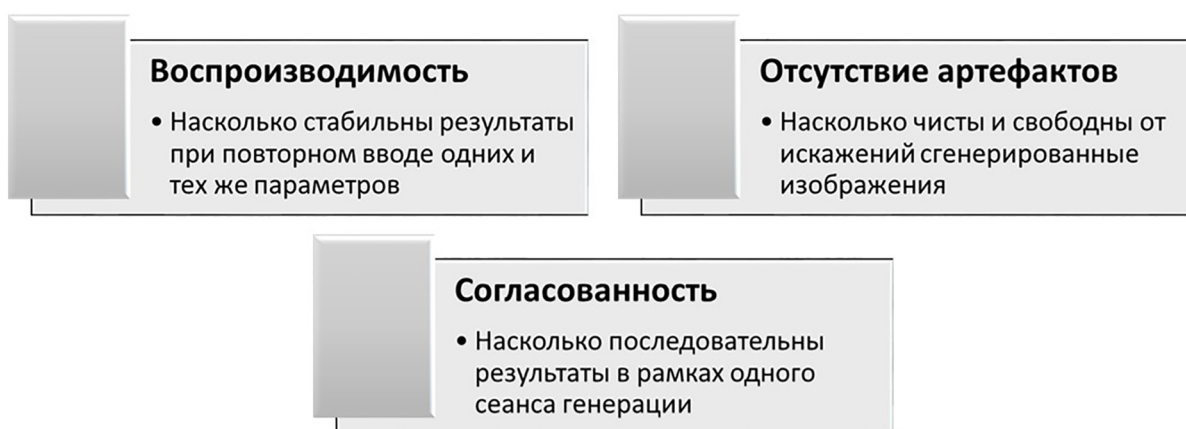 Воспроизводимость
• Насколько стабильны результаты
при повторном вводе одних и
тех же параметров
Отсутствие артефактов
• Насколько чисты и свободны от
искажений сгенерированные
изображения
Согласованность
• Насколько последовательны
результаты в рамках одного
сеанса генерации